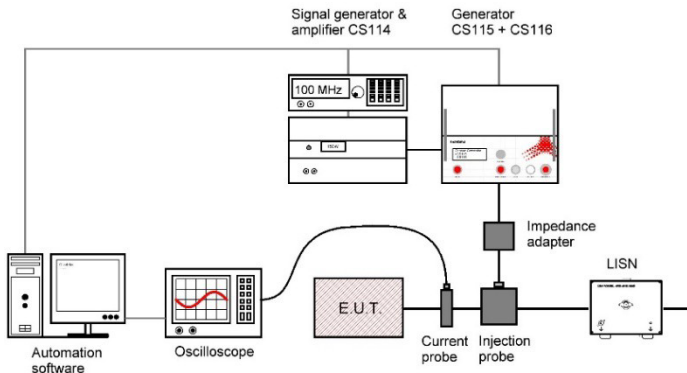 Signal generator &
amplifier CS114
Generator
CS115 + CS116
100 MHz
Impedance
adapter
LISN
E.U.T.
Current
probe
Injection
probe
Oscilloscope
Automation
software